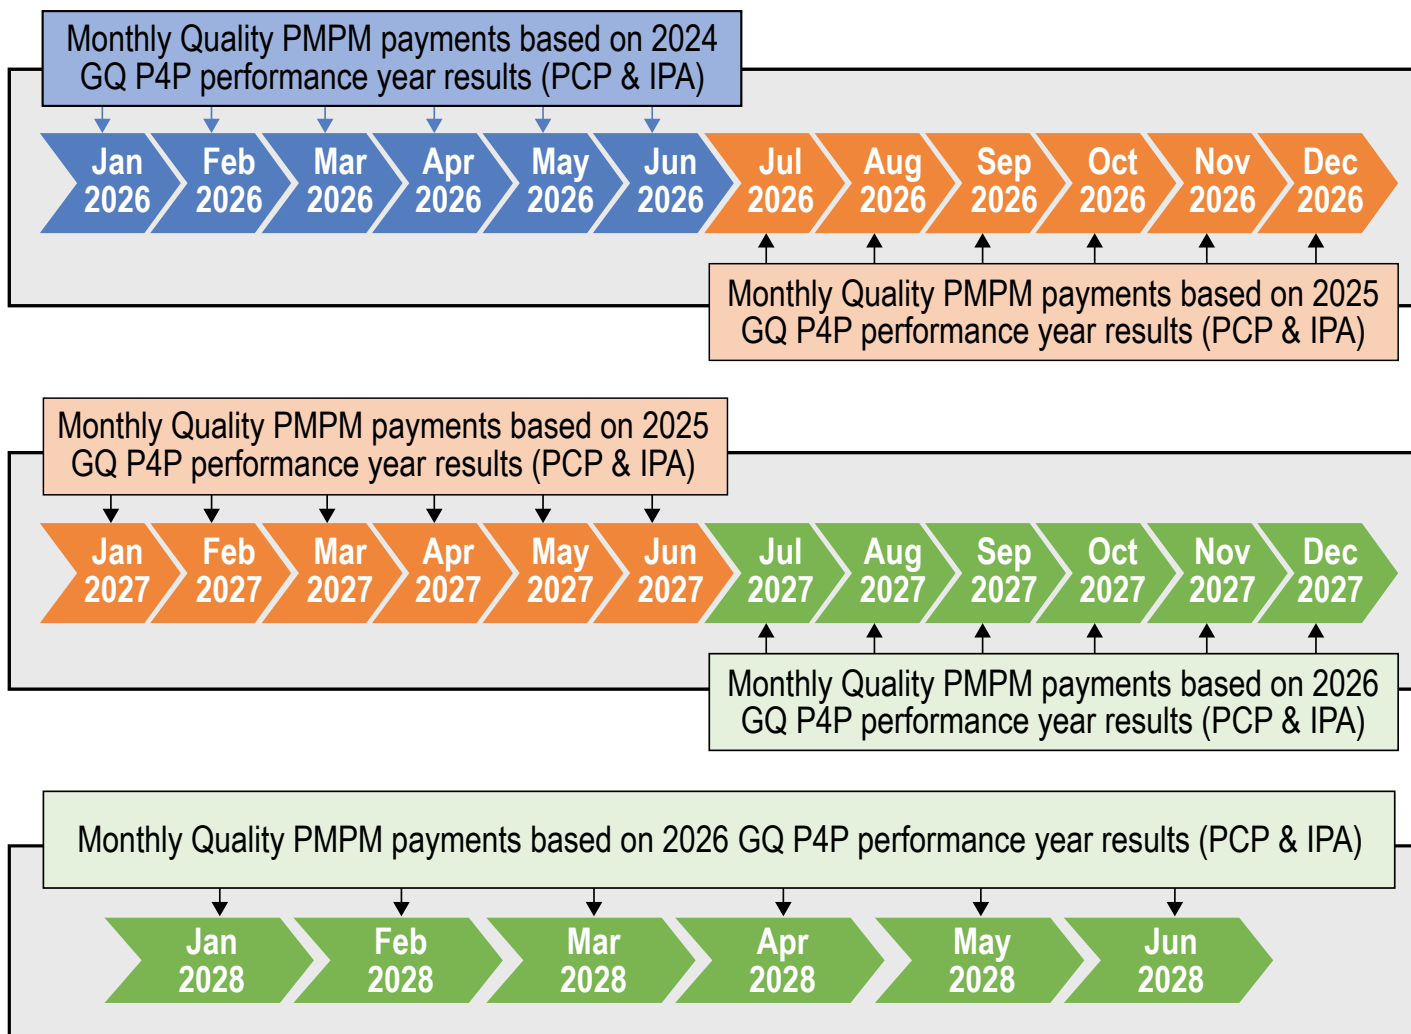 Monthly Quality PMPM payments based on 2024
GQ P4P performance year results (PCP & IPA)
Jan Feb Mar Apr May Jun Jul Aug Sep Oct Nov Dec
2026 2026 2026 2026 2026 2026 2026 2026 2026 2026 2026 2026
Monthly Quality PMPM payments based on 2025
GQ P4P performance year results (PCP & IPA)
Monthly Quality PMPM payments based on 2025
GQ P4P performance year results (PCP & IPA)
Jan Feb Mar Apr May Jun Jul Aug Sep Oct Nov Dec
2027 2027 2027 2027 2027 2027 2027 2027 2027 2027 2027 2027
Monthly Quality PMPM payments based on 2026
GQ P4P performance year results (PCP & IPA)
Monthly Quality PMPM payments based on 2026 GQ P4P performance year results (PCP & IPA)
Jan Feb Mar Apr May Jun
2028 2028 2028 2028 2028 2028